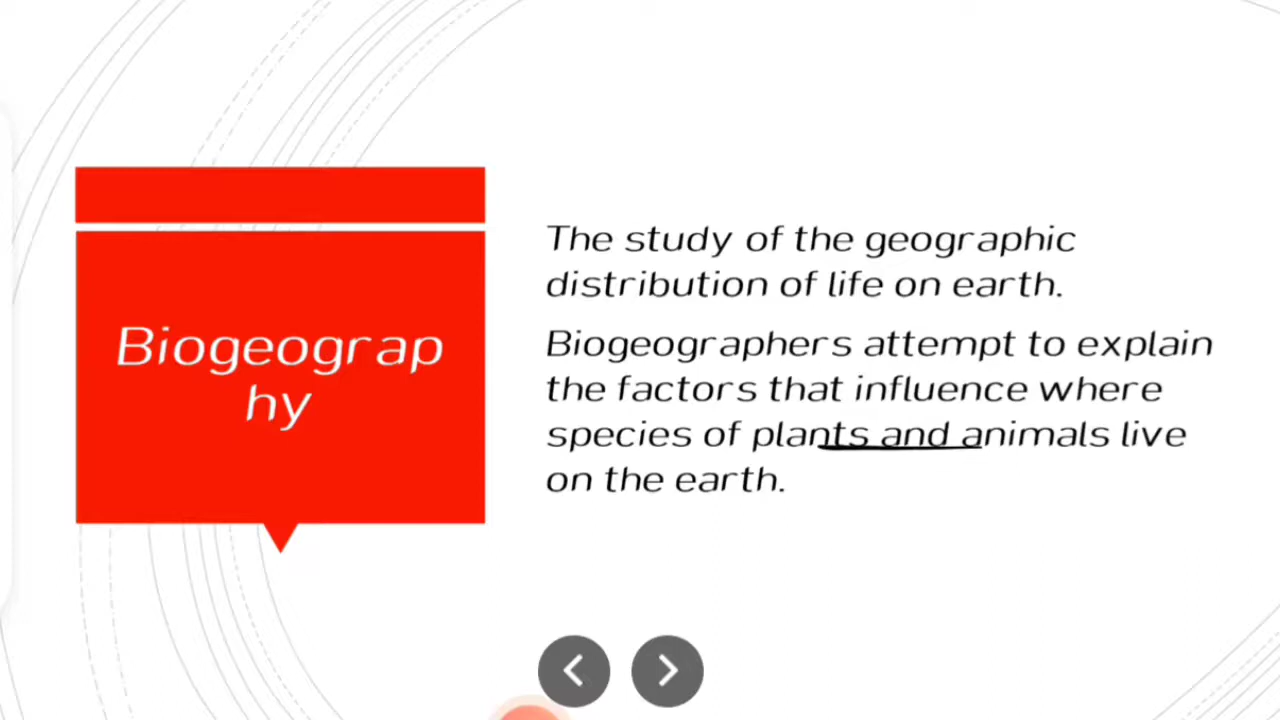 Biogeograp
hy
The study of the geographic
distribution of life on earth.
Biogeographers attempt to explain
the factors that influence where
species of plants and animals live
on the earth.